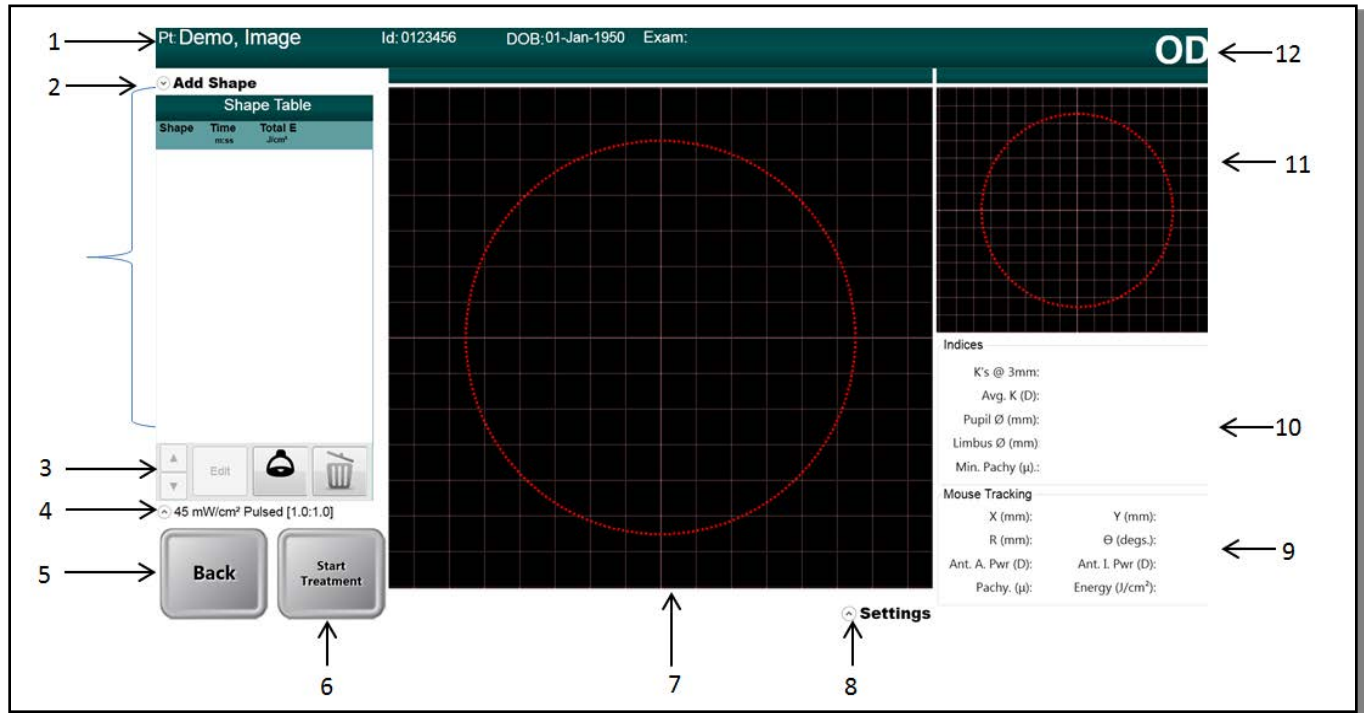 1
Pt: Demo, Image Id: 0123456 DOB: 01-Jan-1950 Exam:
OD
12
2
Add Shape
Shape Table
Shape Time Total E
m:ss J/cm²
11
3
Edit
4
45 mW/cm² Pulsed [1.0:1.0]
5
Back
Start
Treatment
6
7
Settings
8
Indices
K's @ 3mm:
Avg. K (D):
Pupil Ø (mm):
Limbus Ø (mm)
Min. Pachy (µ).:
10
Mouse Tracking
X (mm): Y (mm):
R (mm): Θ (degs.):
Ant. A. Pwr (D): Ant. I. Pwr (D):
Pachy. (µ): Energy (J/cm²):
9